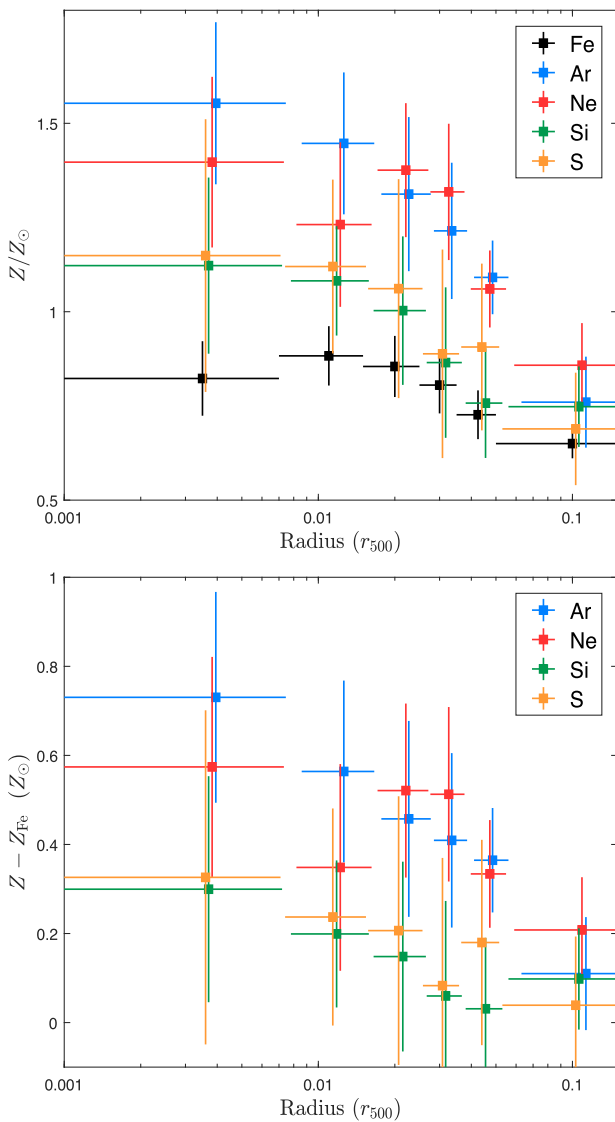 Fe
Ar
Ne
Si
S
1.5
1
0.5
Z/Z⊙
0.001
0.01
0.1
Radius (r500)
1
0.8
0.6
0.4
0.2
0
Ar
Ne
Si
S
Z − ZFe (Z⊙)
0.001
0.01
0.1
Radius (r500)